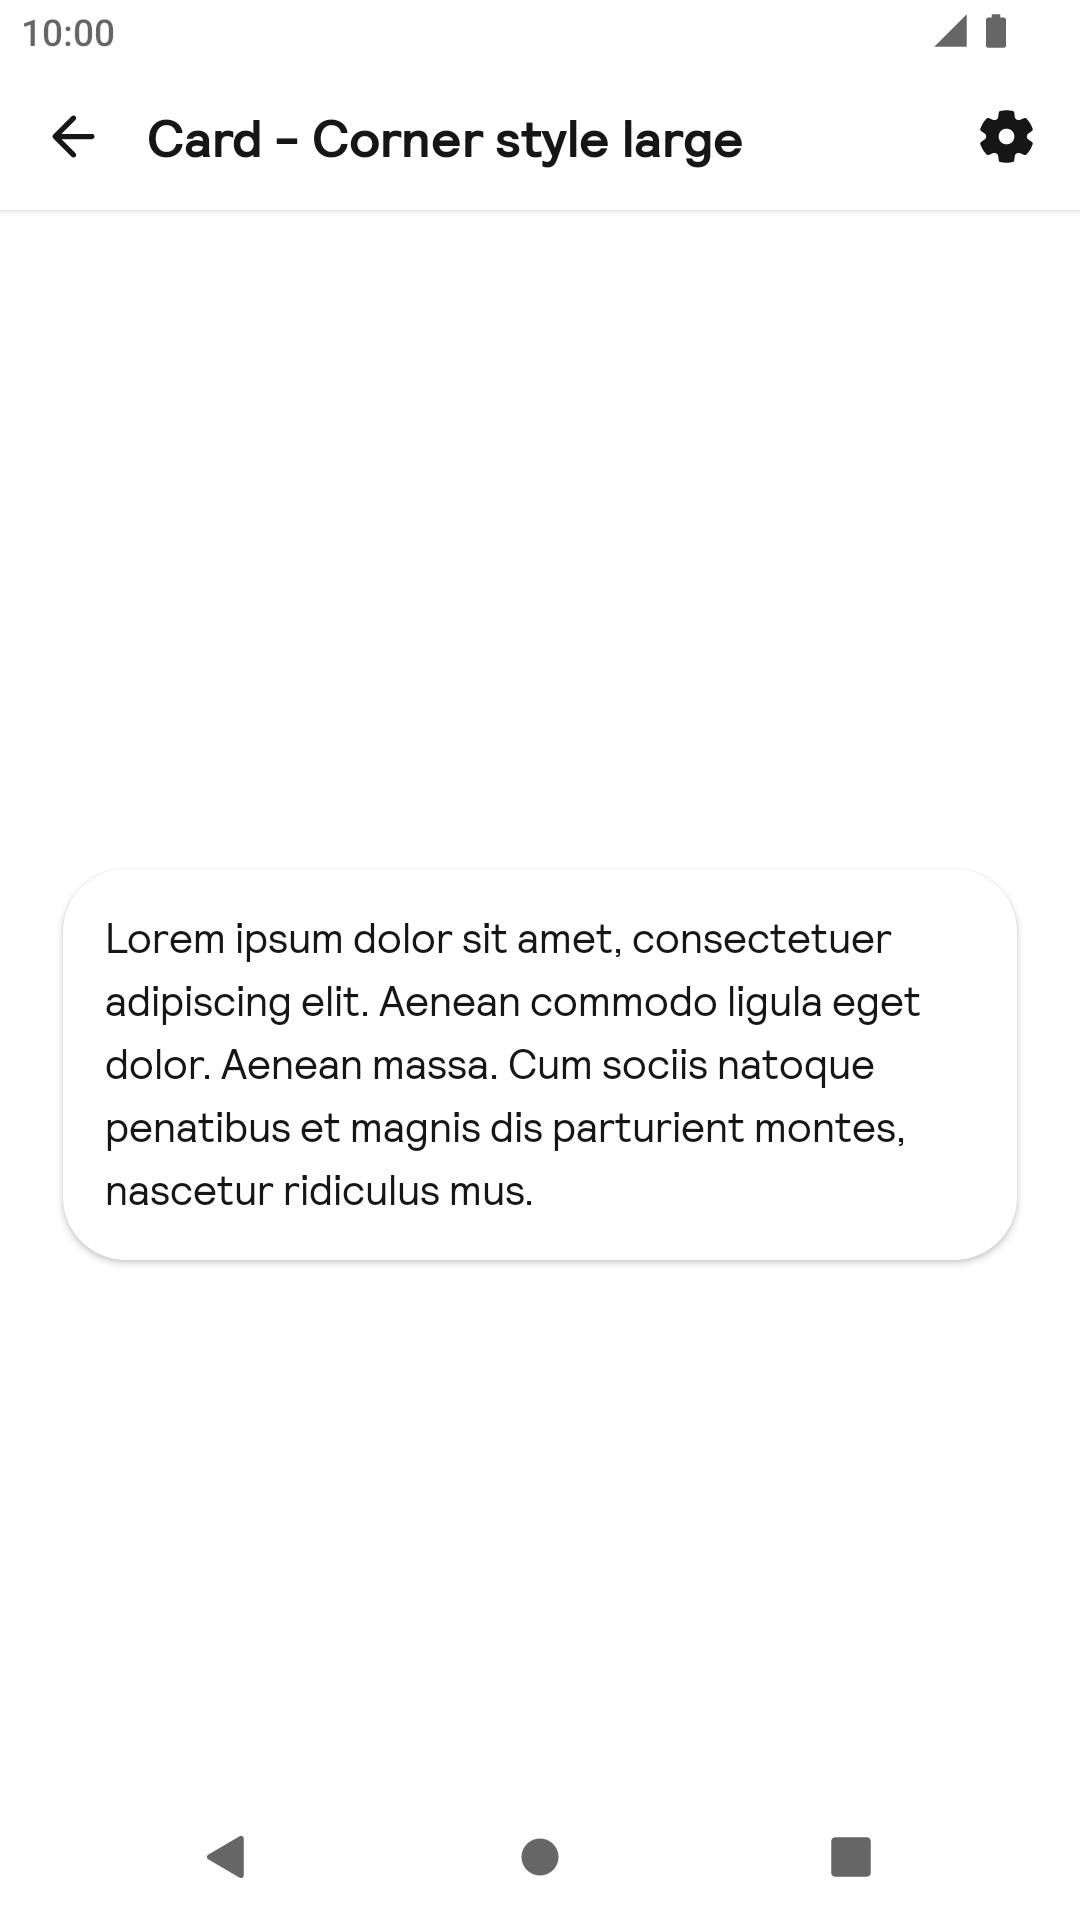 10:00
Card - Corner style large
Lorem ipsum dolor sit amet, consectetuer
adipiscing elit. Aenean commodo ligula eget
dolor. Aenean massa. Cum sociis natoque
penatibus et magnis dis parturient montes,
nascetur ridiculus mus.